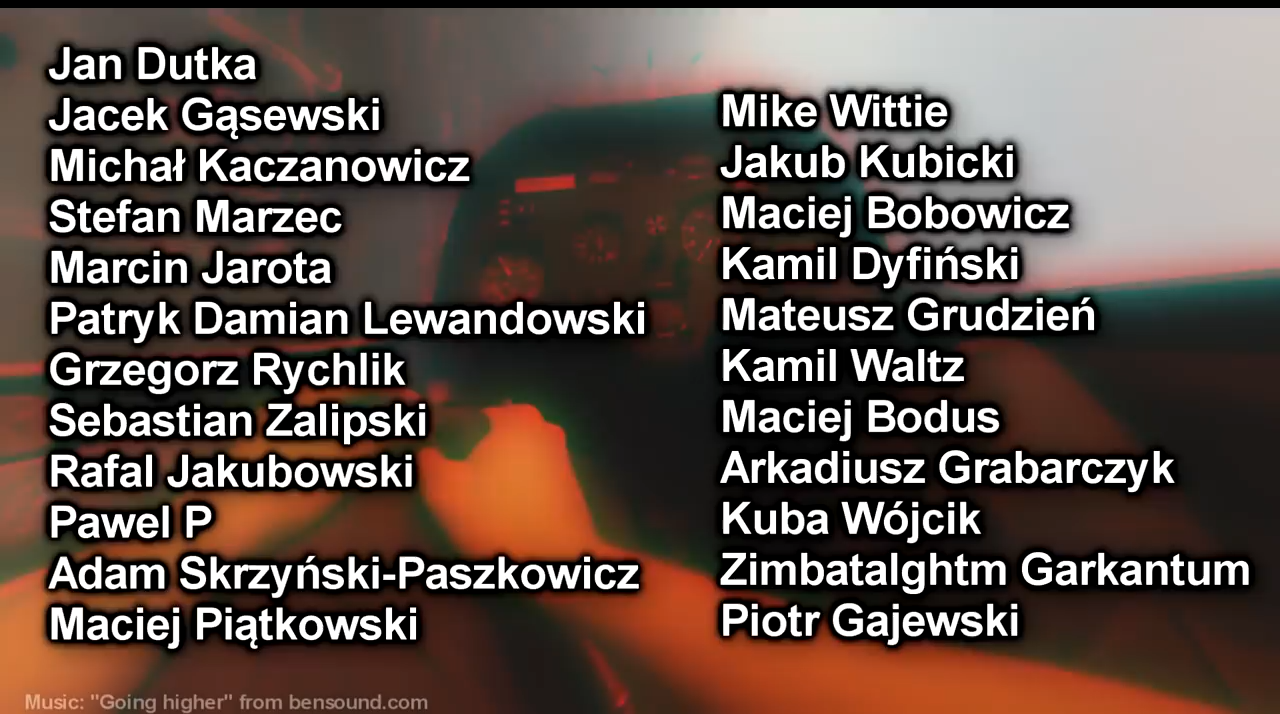 Jan Dutka
Jacek Gąsewski
Michał Kaczanowicz
Stefan Marzec
Marcin Jarota
Patryk Damian Lewandowski
Grzegorz Rychlik
Sebastian Zalipski
Rafal Jakubowski
Pawel P
Adam Skrzyński-Paszkowicz
Maciej Piątkowski
Mike Wittie
Jakub Kubicki
Maciej Bobowicz
Kamil Dyfiński
Mateusz Grudzień
Kamil Waltz
Maciej Bodus
Arkadiusz Grabarczyk
Kuba Wójcik
Zimbatalghtm Garkantum
Piotr Gajewski
Music: "Going higher" from bensound.com